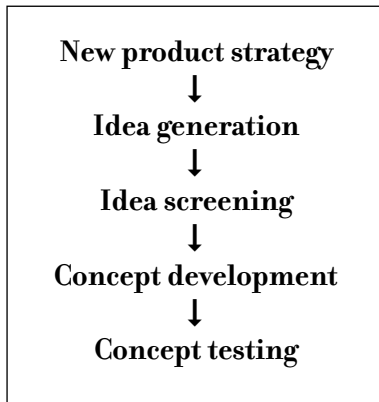 New product strategy
Idea generation
Idea screening
Concept development
Concept testing